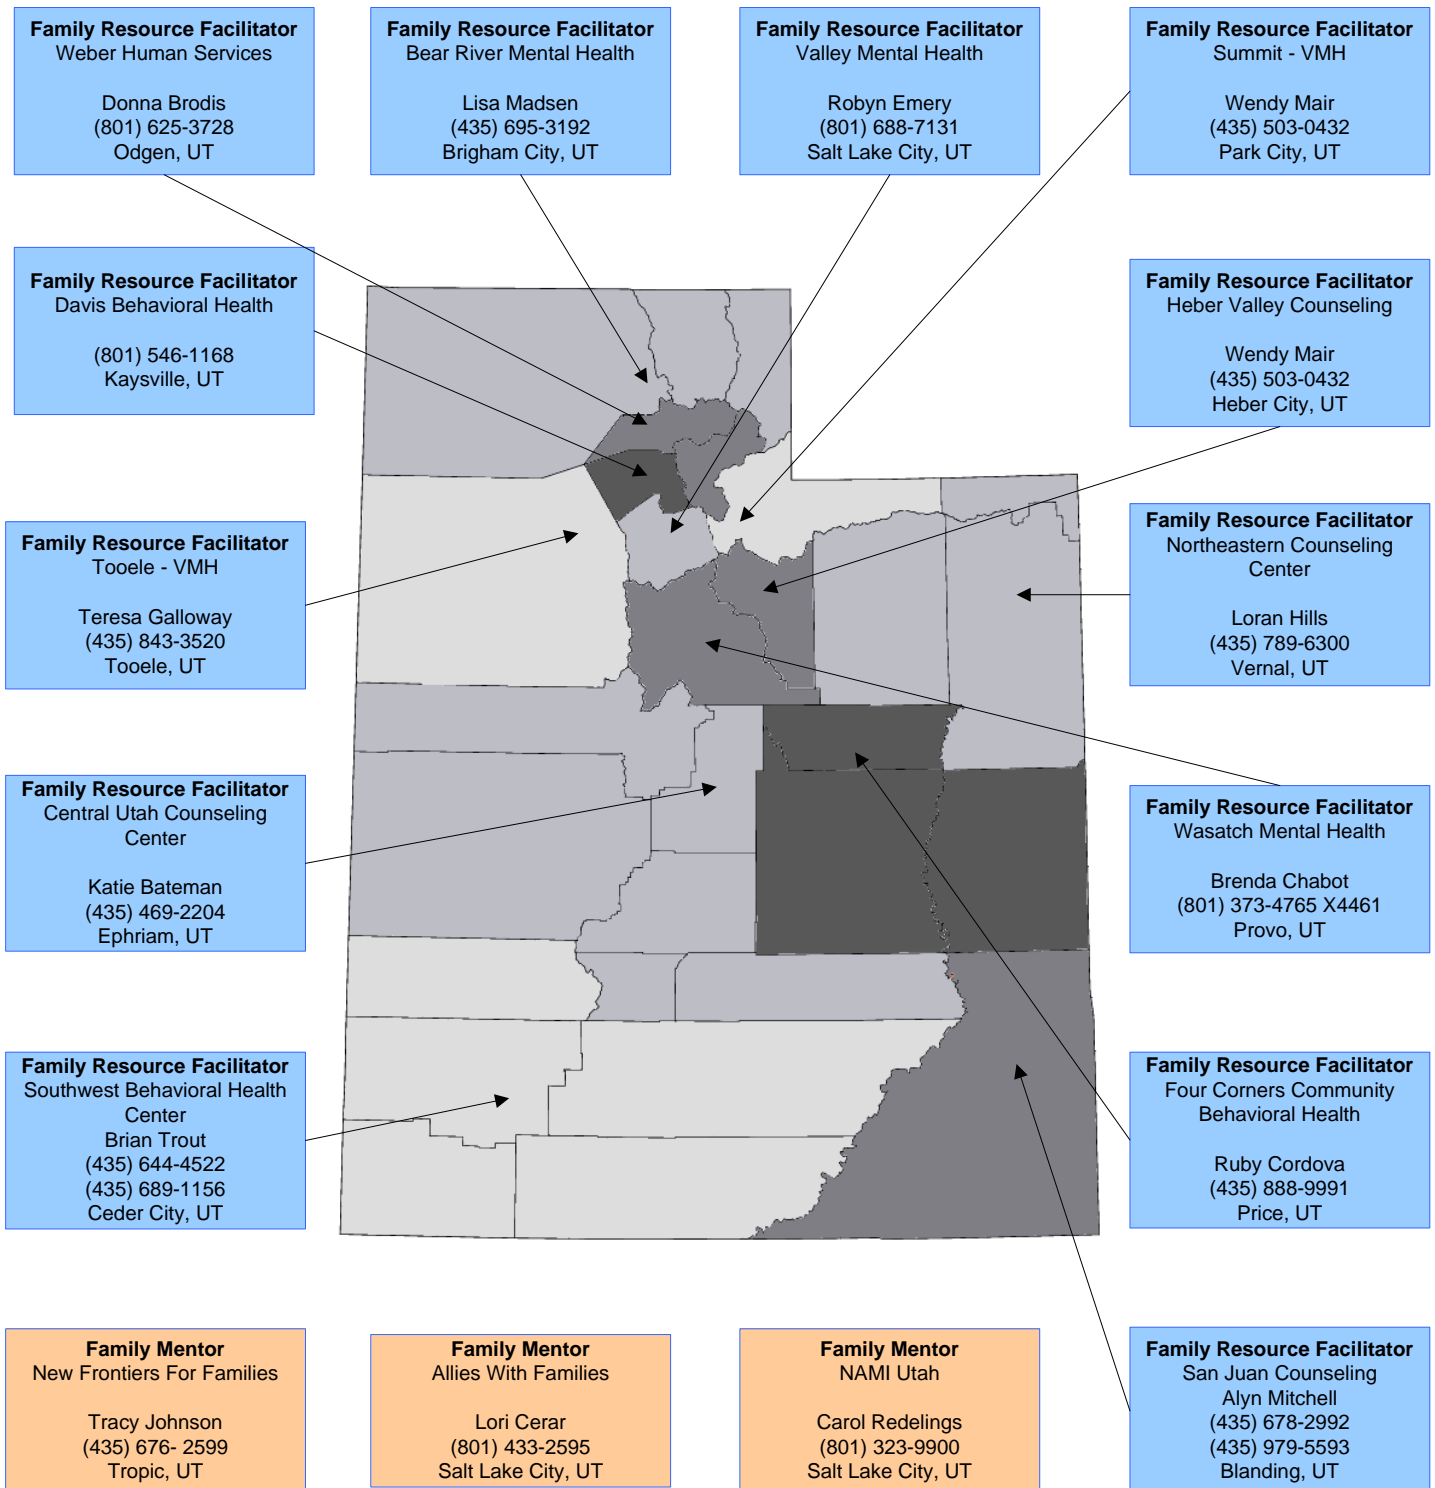 Family Resource Facilitator
Weber Human Services
Donna Brodis
(801) 625-3728
Odgen, UT
Family Resource Facilitator
Bear River Mental Health
Lisa Madsen
(435) 695-3192
Brigham City, UT
Family Resource Facilitator
Valley Mental Health
Robyn Emery
(801) 688-7131
Salt Lake City, UT
Family Resource Facilitator
Summit - VMH
Wendy Mair
(435) 503-0432
Park City, UT
Family Resource Facilitator
Davis Behavioral Health
(801) 546-1168
Kaysville, UT
Family Resource Facilitator
Heber Valley Counseling
Wendy Mair
(435) 503-0432
Heber City, UT
Family Resource Facilitator
Tooele - VMH
Teresa Galloway
(435) 843-3520
Tooele, UT
Family Resource Facilitator
Northeastern Counseling
Center
Loran Hills
(435) 789-6300
Vernal, UT
Family Resource Facilitator
Central Utah Counseling
Center
Katie Bateman
(435) 469-2204
Ephriam, UT
Family Resource Facilitator
Wasatch Mental Health
Brenda Chabot
(801) 373-4765 X4461
Provo, UT
Family Resource Facilitator
Southwest Behavioral Health
Center
Brian Trout
(435) 644-4522
(435) 689-1156
Ceder City, UT
Family Resource Facilitator
Four Corners Community
Behavioral Health
Ruby Cordova
(435) 888-9991
Price, UT
Family Mentor
New Frontiers For Families
Tracy Johnson
(435) 676- 2599
Tropic, UT
Family Mentor
Allies With Families
Lori Cerar
(801) 433-2595
Salt Lake City, UT
Family Mentor
NAMI Utah
Carol Redelings
(801) 323-9900
Salt Lake City, UT
Family Resource Facilitator
San Juan Counseling
Alyn Mitchell
(435) 678-2992
(435) 979-5593
Blanding, UT